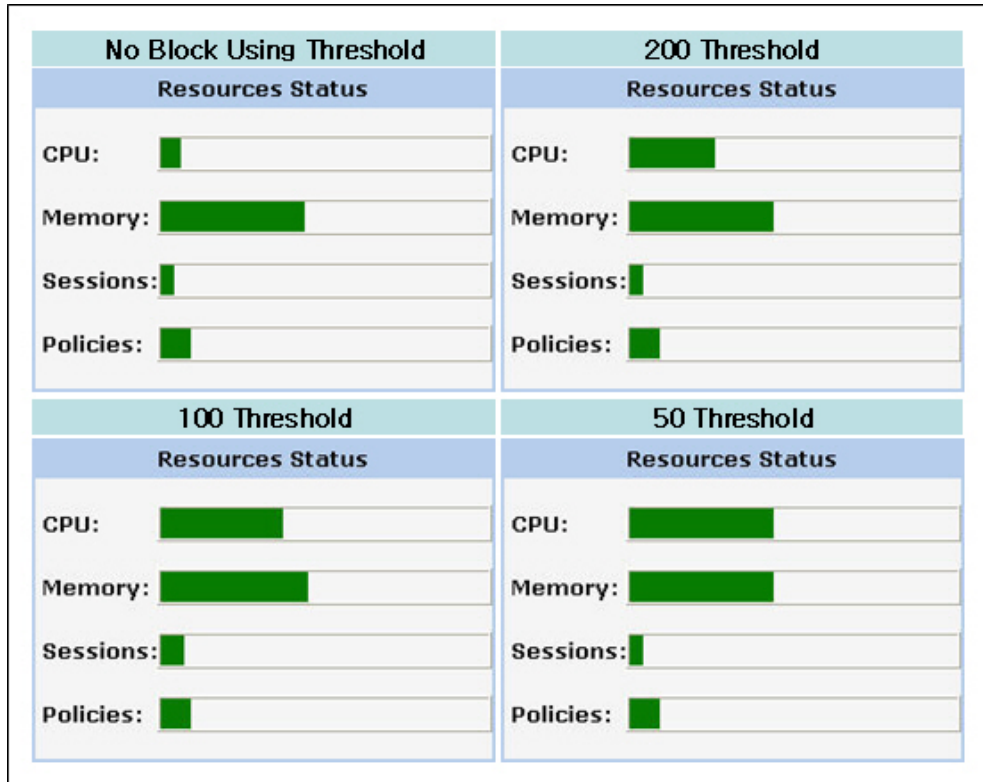 No Block Using Threshold
Resources Status
CPU:
Memory:
Sessions:
Policies:
200 Threshold
Resources Status
CPU:
Memory:
Sessions:
Policies:
100 Threshold
Resources Status
CPU:
Memory:
Sessions:
Policies:
50 Threshold
Resources Status
CPU:
Memory:
Sessions:
Policies: